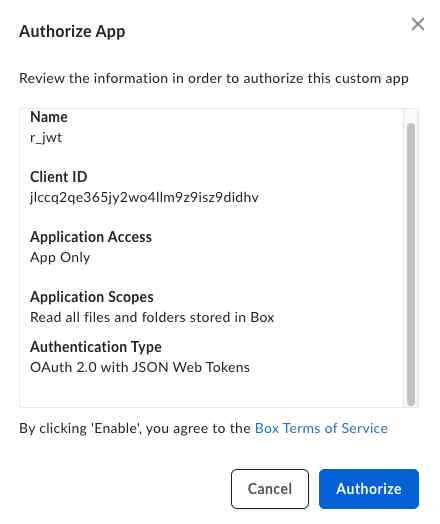 Authorize App
Review the information in order to authorize this custom app
Name
r_jwt
Client ID
jlccq2qe365jy2wo4llm9z9isz9didhv
Application Access
App Only
Application Scopes
Read all files and folders stored in Box
Authentication Type
OAuth 2.0 with JSON Web Tokens
By clicking 'Enable', you agree to the Box Terms of Service
Cancel
Authorize